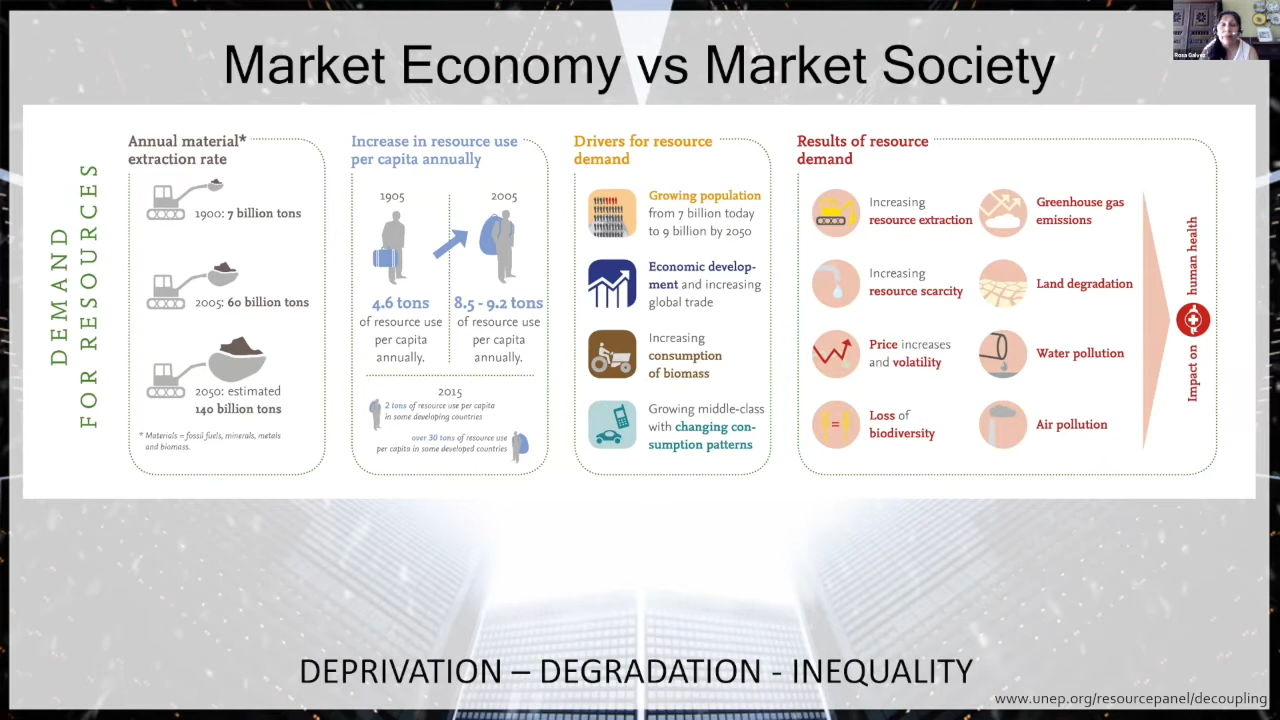 Market Economy vs Market Society
Rosa Galvez
DEMAND
FOR RESOURCES
Annual material*
extraction rate
1900: 7 billion tons
2005: 60 billion tons
2050: estimated
140 billion tons
* Materials = fossil fuels, minerals, metals
and biomass.
Increase in resource use
per capita annually
1905
2005
4.6 tons
of resource use
per capita
annually.
8.5 - 9.2 tons
of resource use
per capita
annually.
2015
2 tons of resource use per capita
in some developing countries
over 30 tons of resource use
per capita in some developed countries
Drivers for resource
demand
Growing population
from 7 billion today
to 9 billion by 2050
Economic develop-
ment and increasing
global trade
Increasing
consumption
of biomass
Growing middle-class
with changing con-
sumption patterns
Results of resource
demand
Increasing
resource extraction
Increasing
resource scarcity
Price increases
and volatility
Loss of
biodiversity
Greenhouse gas
emissions
Land degradation
Water pollution
Air pollution
Impact on human health
DEPRIVATION – DEGRADATION - INEQUALITY
www.unep.org/resourcepanel/decoupling